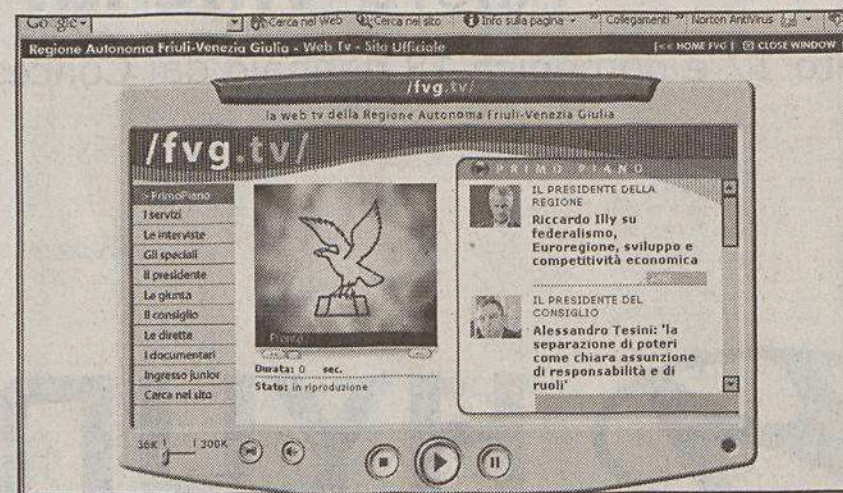 Google
Cerca nel Web
Cerca nel sito
Info sulla pagina
Collegamenti
Norton AntiVirus
Regione Autonoma Friuli-Venezia Giulia - Web Tv - Sito Ufficiale
[<< HOME FVG ]
CLOSE WINDOW
/fvg.tv/
la web tv della Regione Autonoma Friuli-Venezia Giulia
/fvg.tv/
PRIMO PIANO
- PrimoPiano
I servizi
Le interviste
Gli speciali
Il presidente
La giunta
Il consiglio
Le dirette
I documentari
Ingresso junior
Cerca nel sito
Pronto
Durata: 0 sec.
Stato: in riproduzione
IL PRESIDENTE DELLA
REGIONE
Riccardo Illy su
federalismo,
Euroregione, sviluppo e
competitività economica
IL PRESIDENTE DEL
CONSIGLIO
Alessandro Tesini: 'la
separazione di poteri
come chiara assunzione
di responsabilità e di
ruoli'
36K
300K